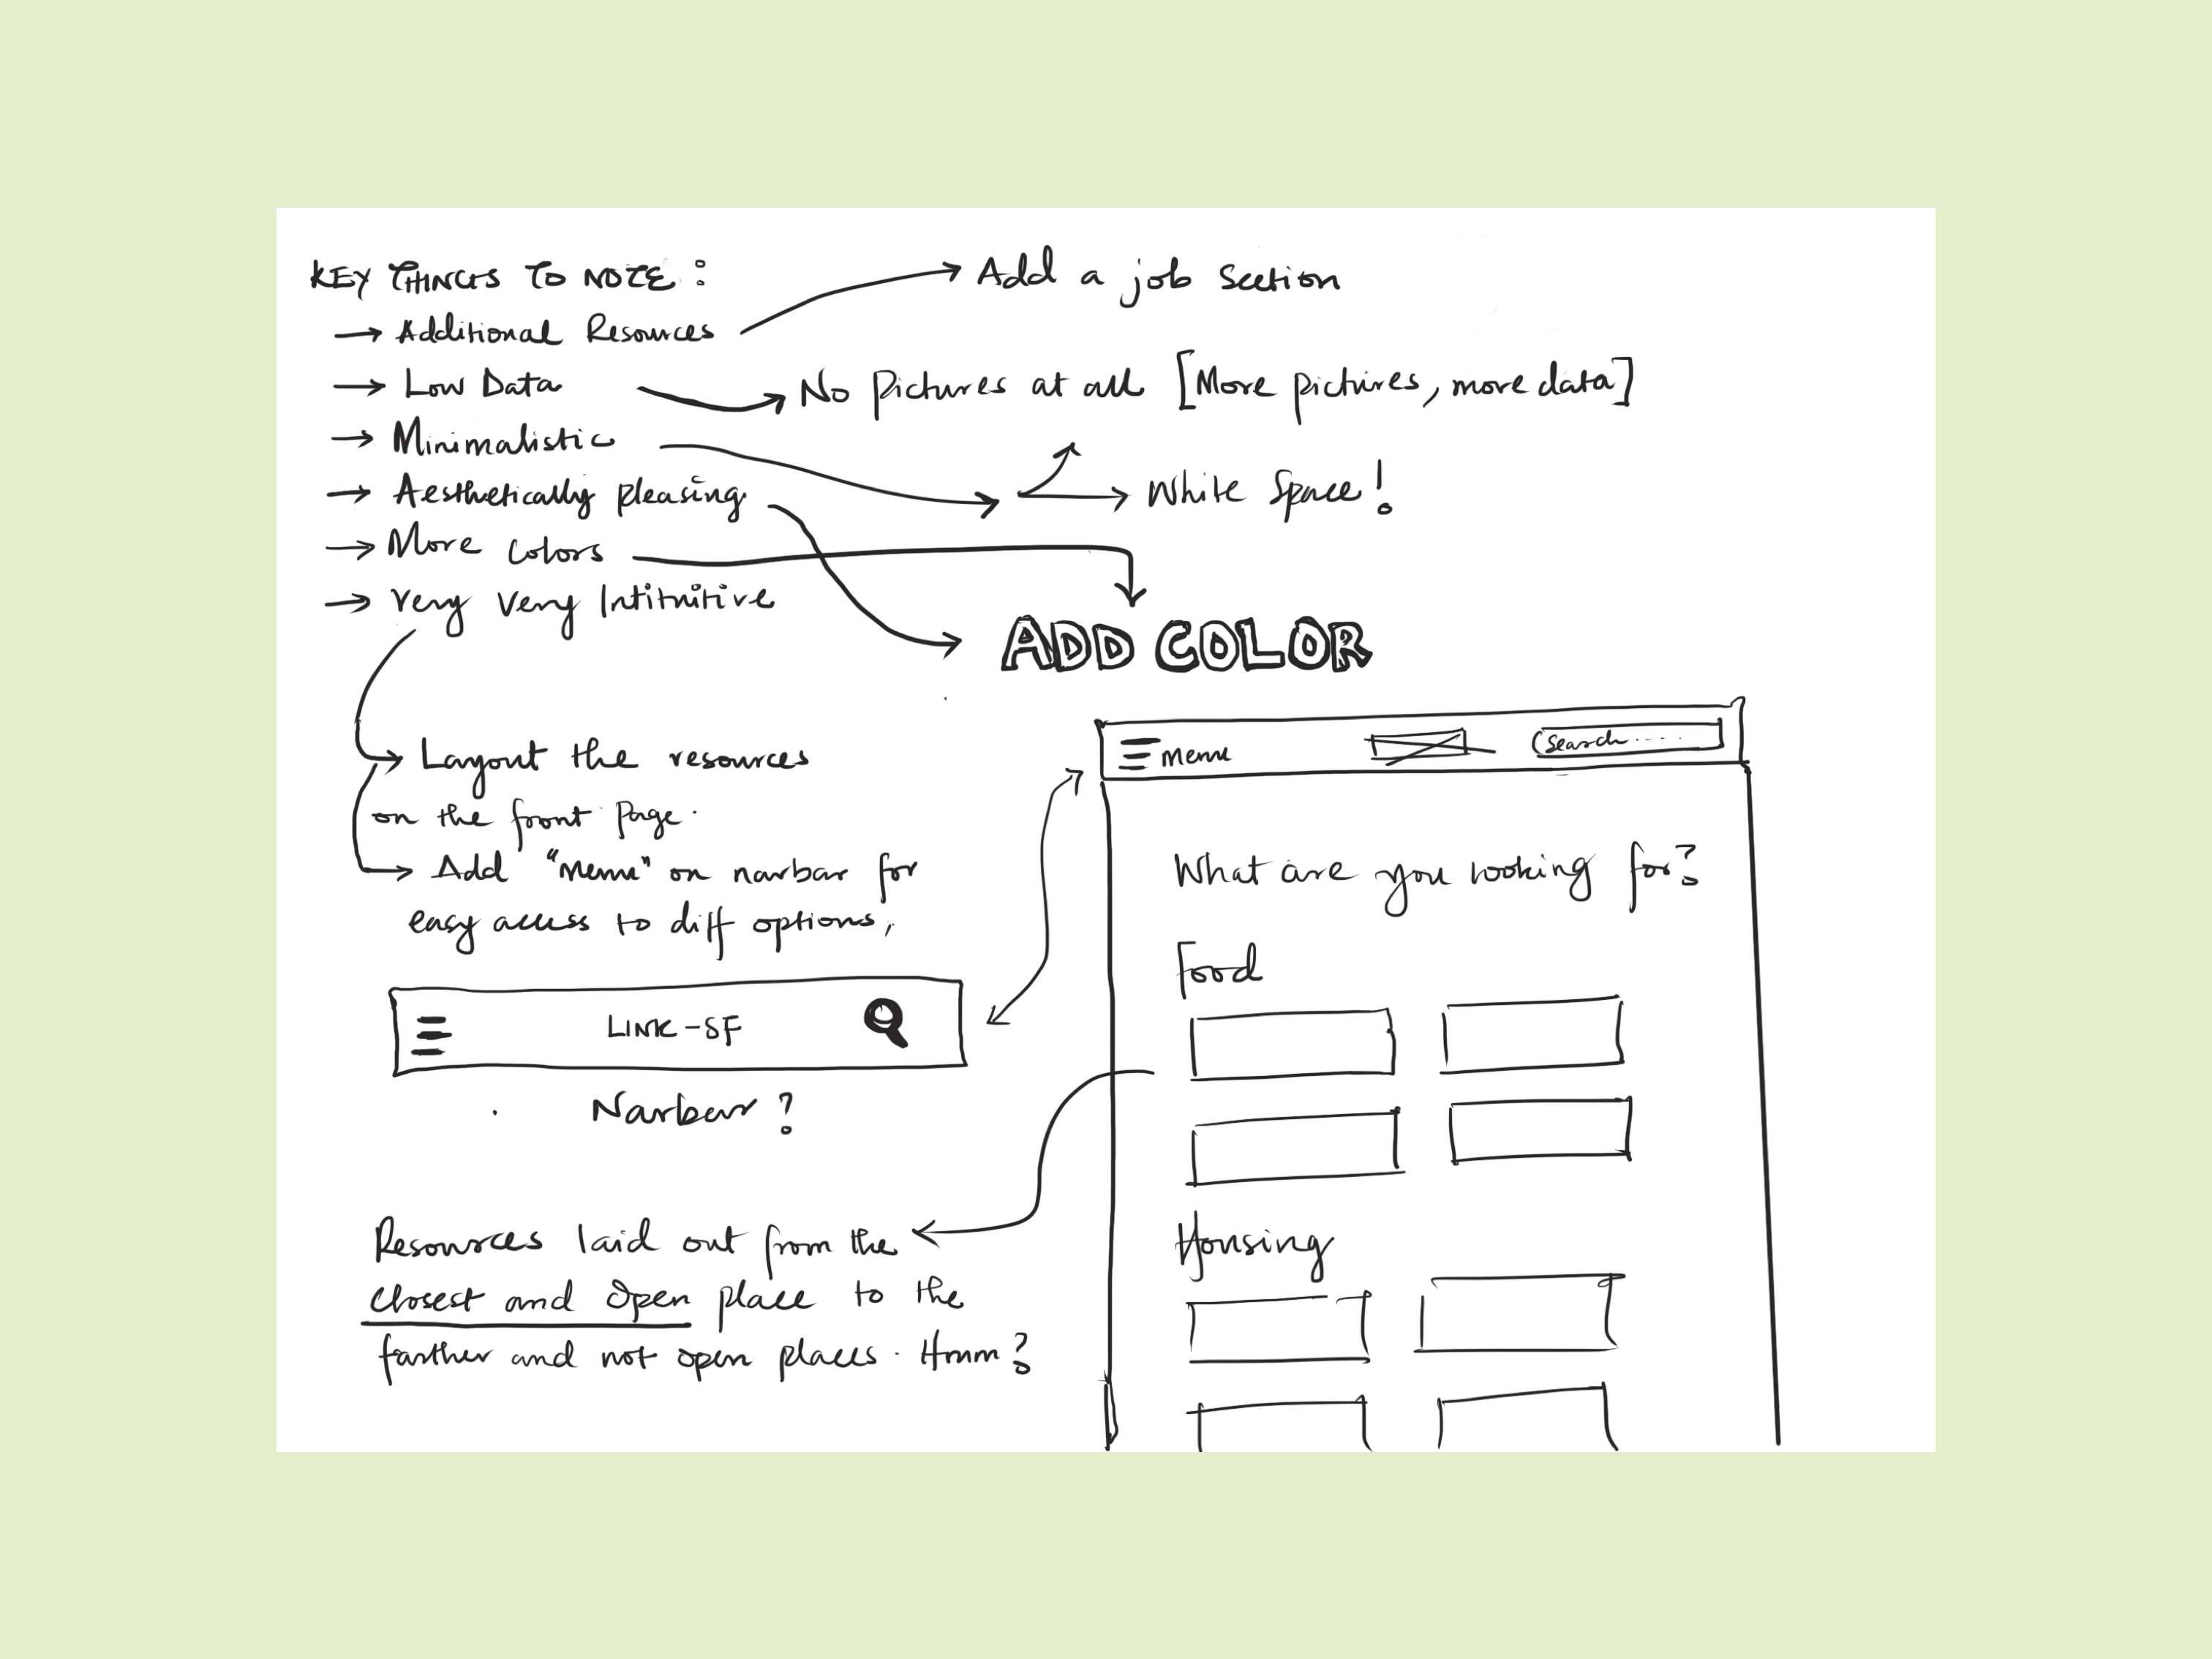 KEY THINGS TO NOTE :
→ Additional Resources → Add a job section
→ Low Data → No pictures at all [More pictures, more data]
→ Minimalistic
→ Aesthetically pleasing → White Space!
→ More colors
→ Very Very Intituitive
ADD COLOR
→ Layout the resources
on the front page.
→ Add "Menu" on navbar for
easy access to diff options,
LINK-SF
Navbar ?
Resources laid out from the
closest and open place to the
farther and not open places. Hmm?
Menu
Search.....
What are you looking for?
Food
Housing